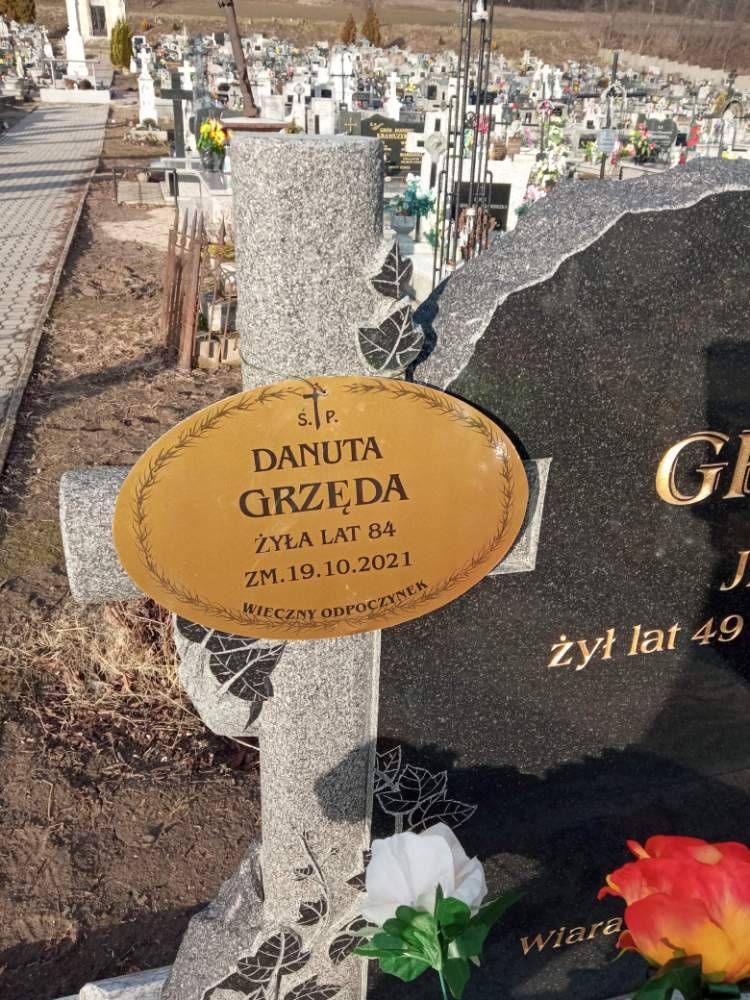 Ś. P.
DANUTA
GRZĘDA
ŻYŁA LAT 84
ZM.19.10.2021
WIECZNY ODPOCZYNEK
J
żył lat 49
Wiara